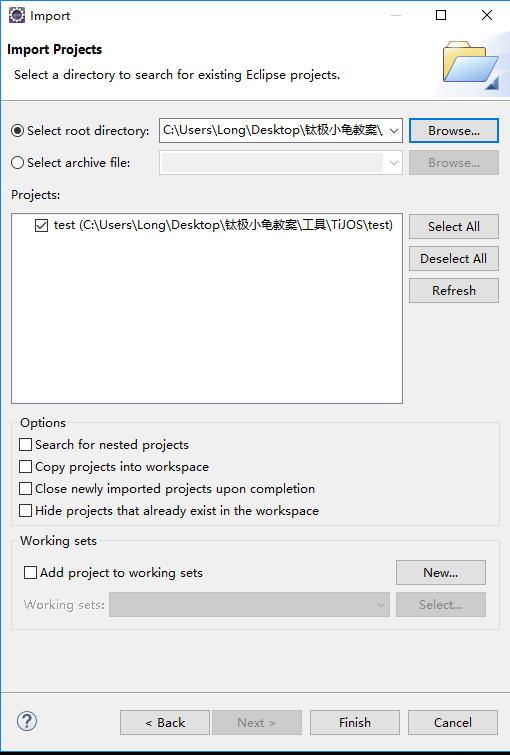 Import
Import Projects
Select a directory to search for existing Eclipse projects.
Select root directory: C:\Users\Long\Desktop\钛极小龟教案\ Browse...
Select archive file: Browse...
Projects:
test (C:\Users\Long\Desktop\钛极小龟教案\工具\TiJOS\test)
Select All
Deselect All
Refresh
Options
Search for nested projects
Copy projects into workspace
Close newly imported projects upon completion
Hide projects that already exist in the workspace
Working sets
Add project to working sets New...
Working sets: Select...
? < Back Next > Finish Cancel